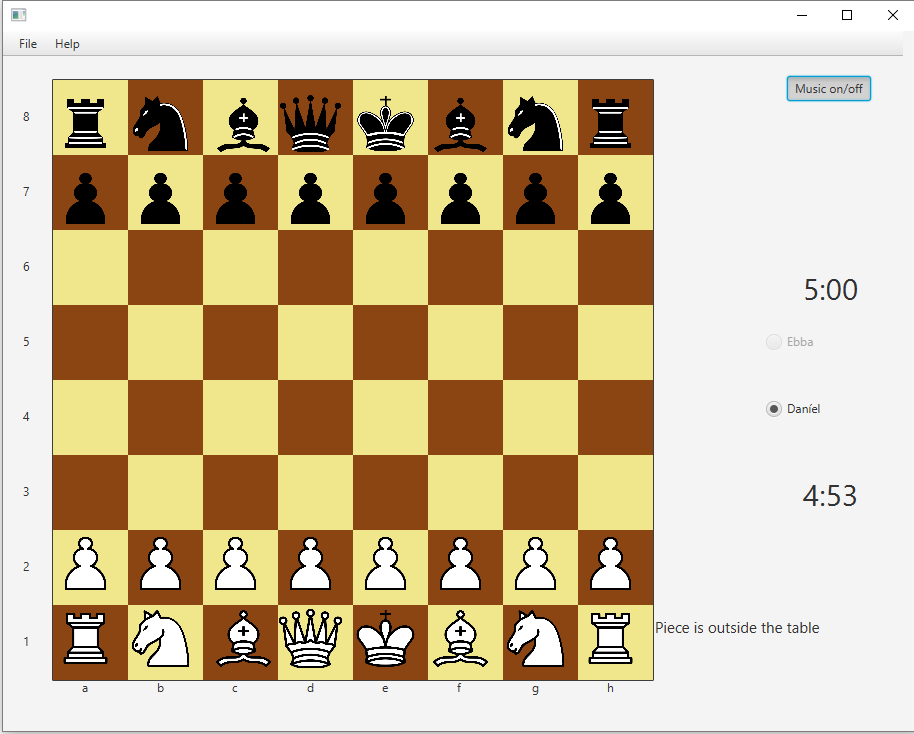 File Help
Music on/off
8
7
6
5:00
5
Ebba
4
Daníel
3
4:53
2
1
Piece is outside the table
a b c d e f g h